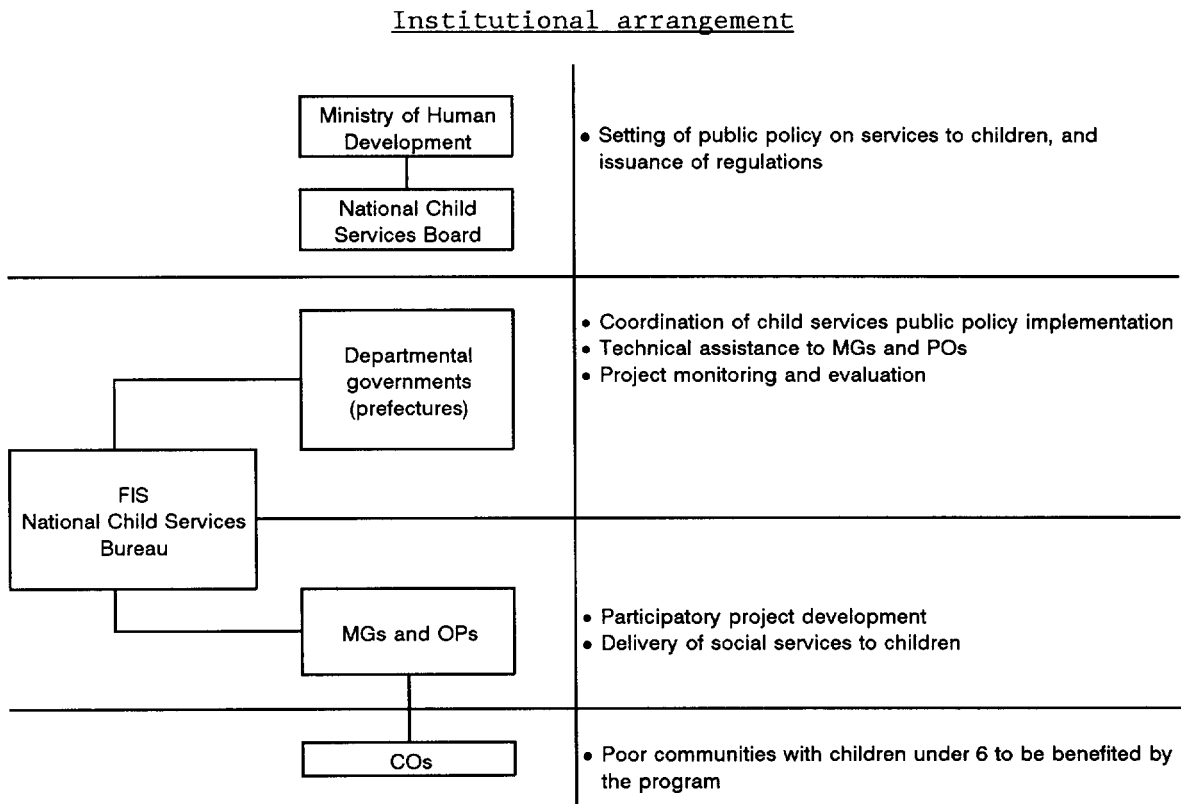 Institutional arrangement
Ministry of Human
Development
National Child
Services Board
• Setting of public policy on services to children, and
issuance of regulations
Departmental
governments
(prefectures)
• Coordination of child services public policy implementation
• Technical assistance to MGs and POs
• Project monitoring and evaluation
FIS
National Child Services
Bureau
MGs and OPs
• Participatory project development
• Delivery of social services to children
COs
• Poor communities with children under 6 to be benefited by
the program